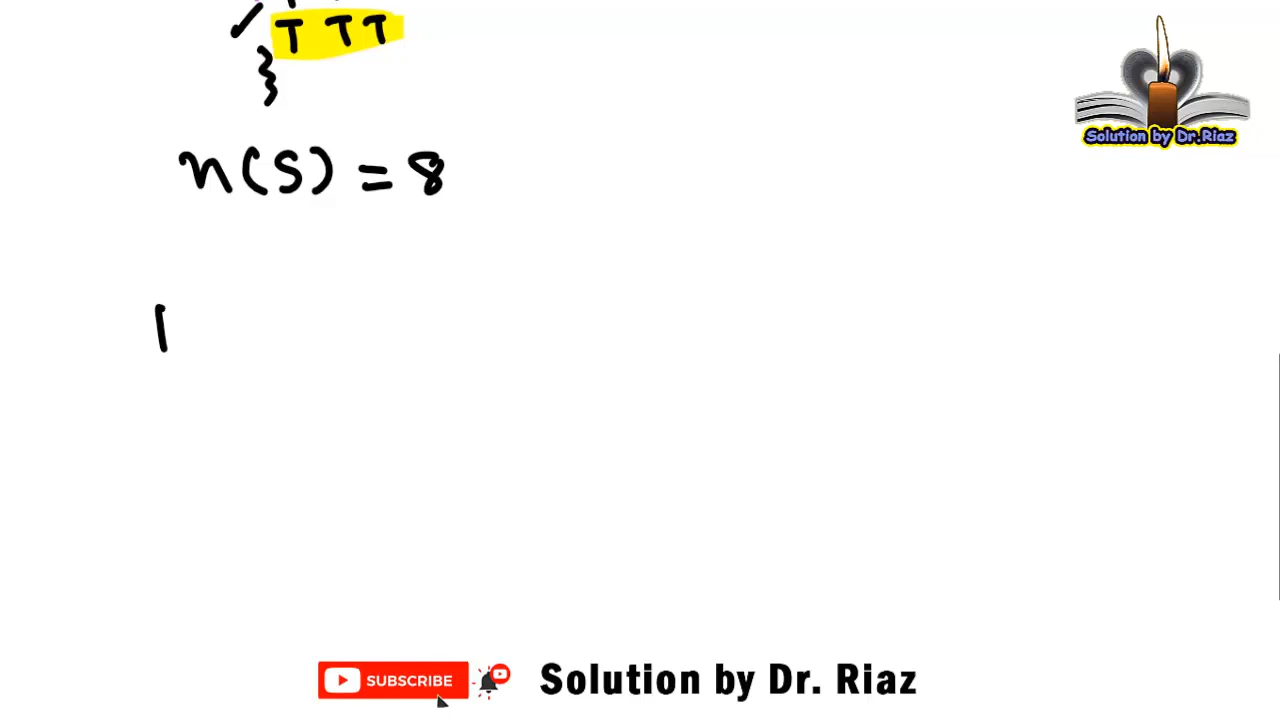 T T T
}
n(S) = 8
Solution by Dr.Riaz
SUBSCRIBE
Solution by Dr. Riaz